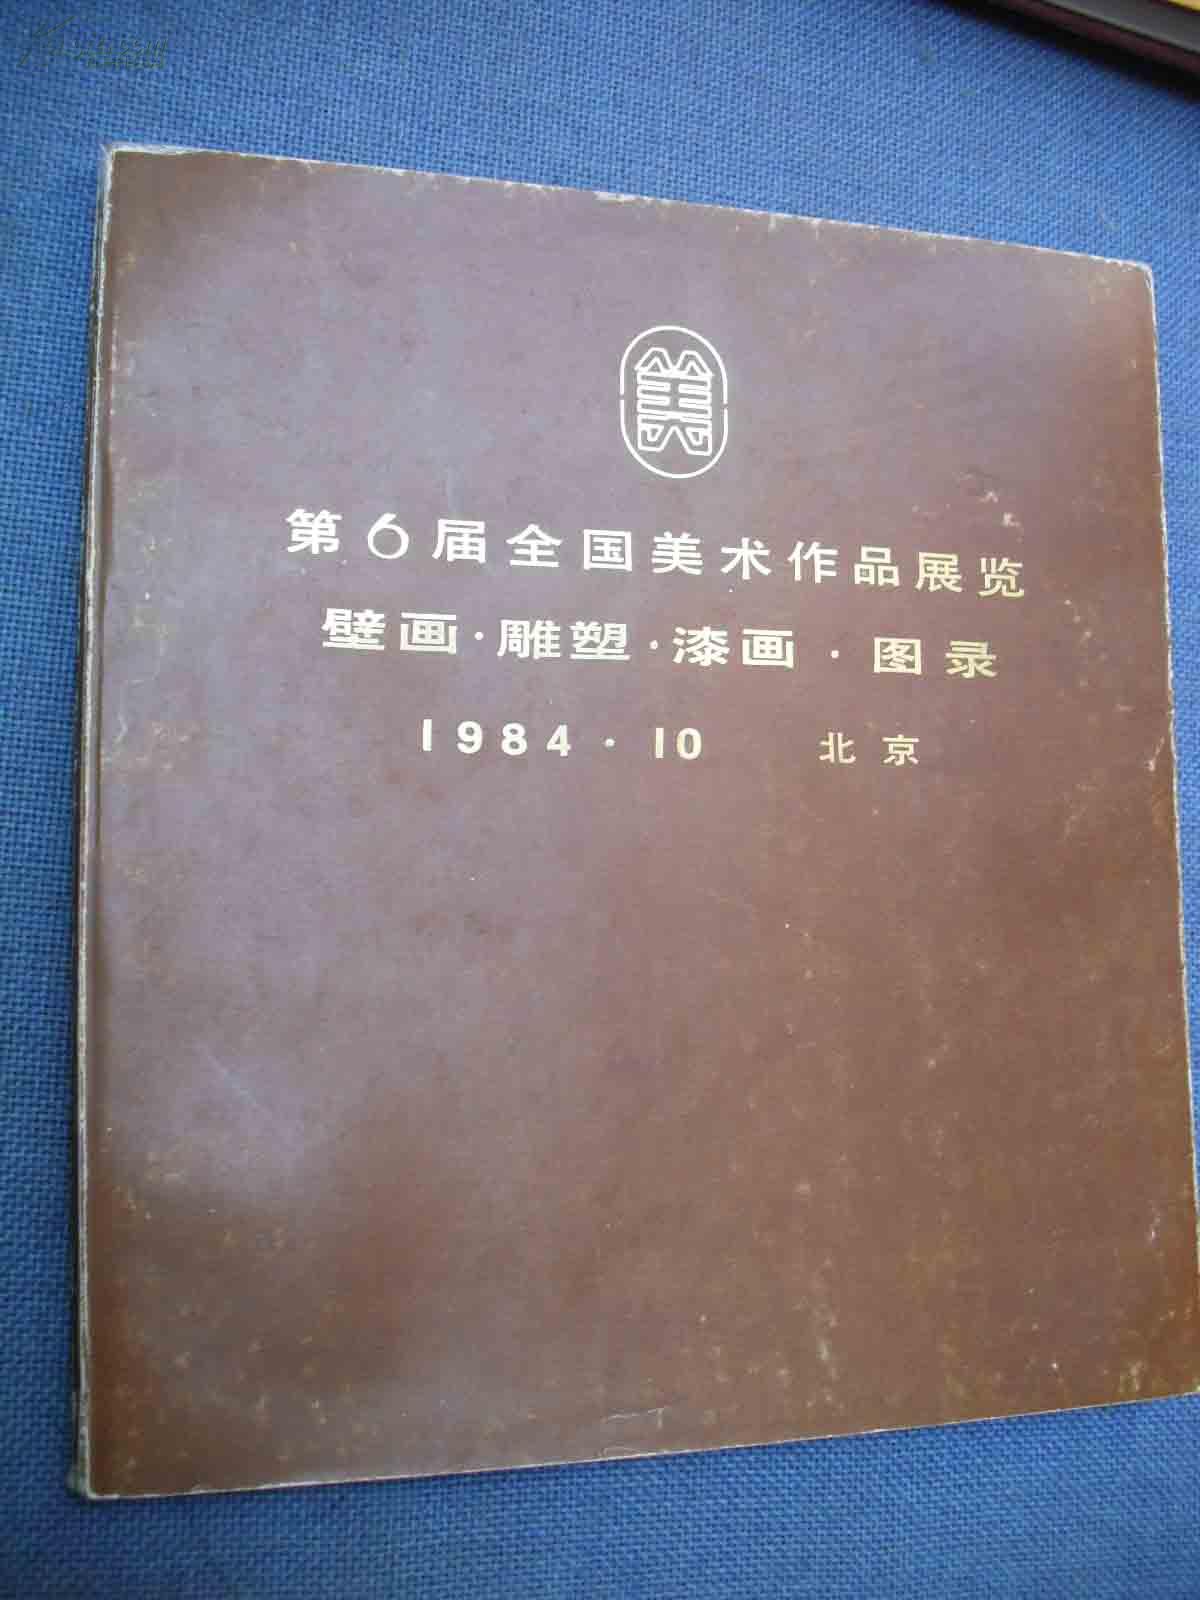 美
第6届全国美术作品展览
壁画·雕塑·漆画·图录
1984·10 北京